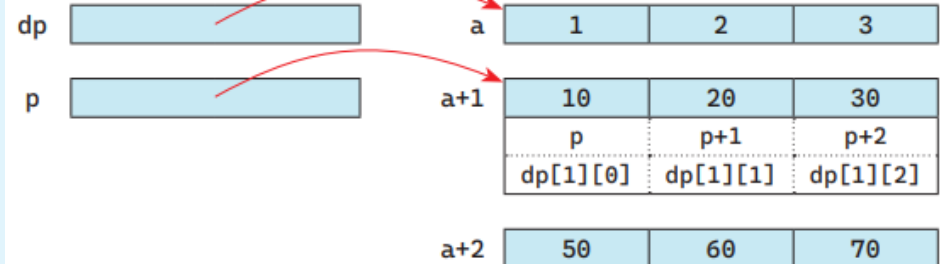 dp a 1 2 3
p a+1 10 20 30
p p+1 p+2
dp[1][0] dp[1][1] dp[1][2]
a+2 50 60 70